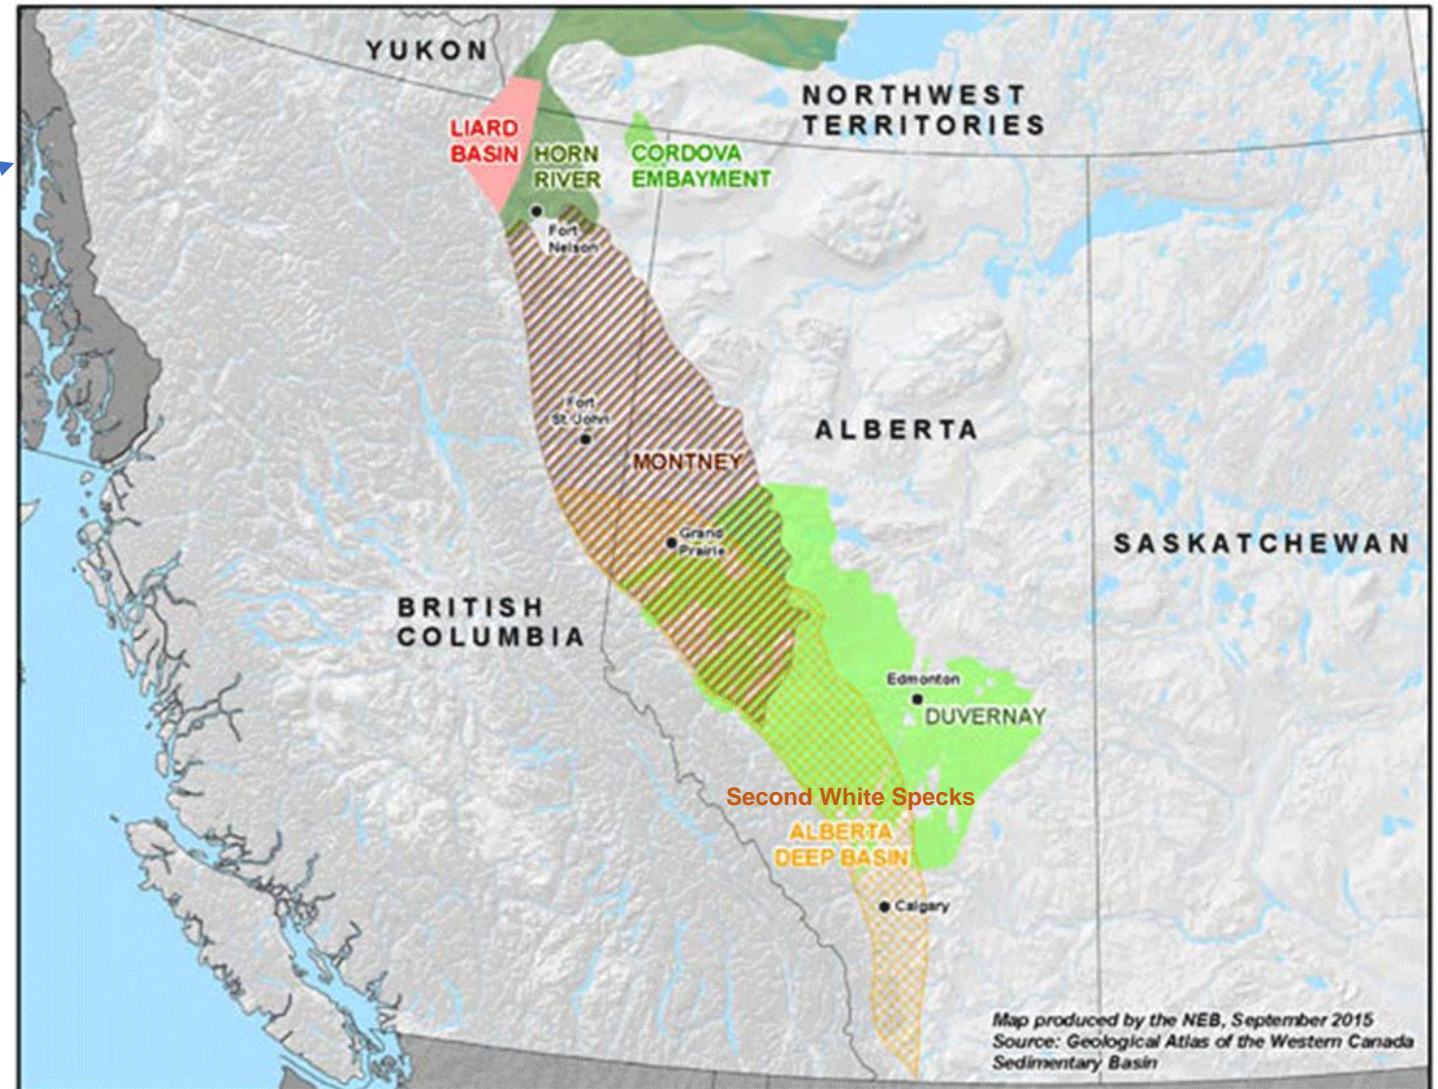 YUKON
NORTHWEST
TERRITORIES
LIARD
BASIN
HORN
RIVER
CORDOVA
EMBAYMENT
Fort
Nelson
Fort
St. John
ALBERTA
MONTNEY
Grand
Prairie
SASKATCHEWAN
BRITISH
COLUMBIA
Edmonton
DUVERNAY
Second White Specks
ALBERTA
DEEP BASIN
Calgary
Map produced by the NEB, September 2015
Source: Geological Atlas of the Western Canada
Sedimentary Basin